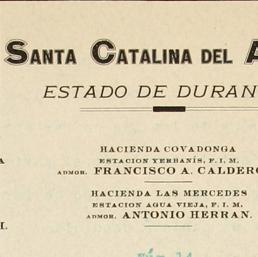 SANTA CATALINA DEL
ESTADO DE DURAN
HACIENDA COVADONGA
ESTACION YERBANÍS, F. I. M.
ADMOR. FRANCISCO A. CALDERO
HACIENDA LAS MERCEDES
ESTACION AGUA VIEJA, F. I. M.
ADMOR. ANTONIO HERRAN.